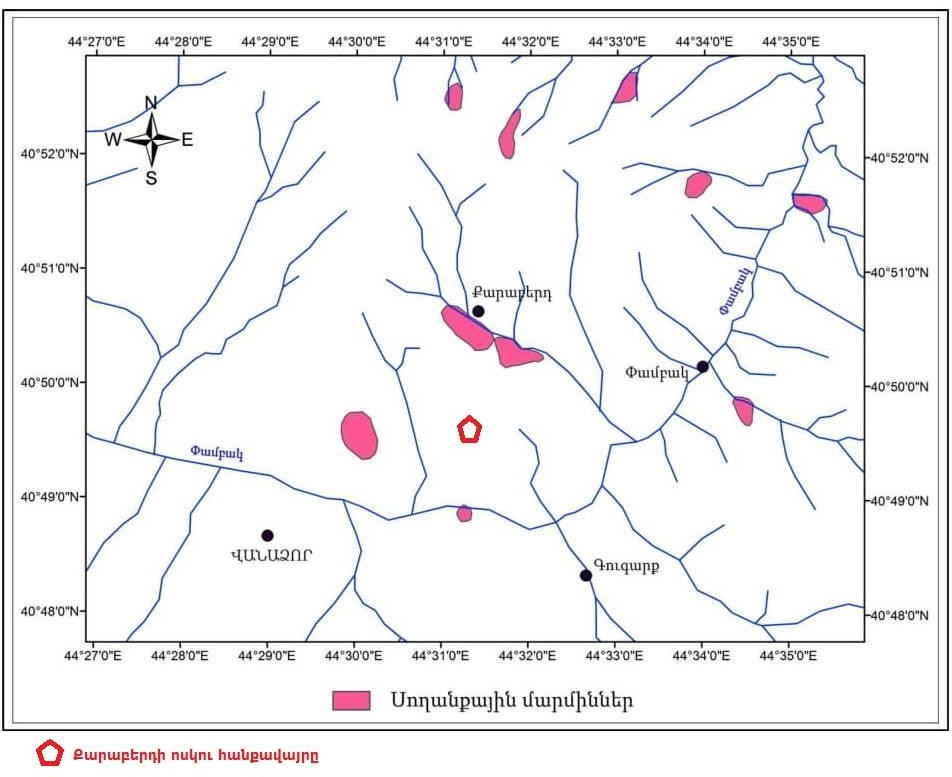 44°27'0"E 44°28'0"E 44°29'0"E 44°30'0"E 44°31'0"E 44°32'0"E 44°33'0"E 44°34'0"E 44°35'0"E
N
W E
S
40°52'0"N 40°52'0"N
40°51'0"N 40°51'0"N
Քարաբերդ
Փամբակ
Փամբակ
40°50'0"N 40°50'0"N
Փամբակ
40°49'0"N 40°49'0"N
ՎԱՆԱՁՈՐ
Գուգարք
40°48'0"N 40°48'0"N
44°27'0"E 44°28'0"E 44°29'0"E 44°30'0"E 44°31'0"E 44°32'0"E 44°33'0"E 44°34'0"E 44°35'0"E
Սողանքային մարմիններ
Քարաբերդի ոսկու հանքավայրը